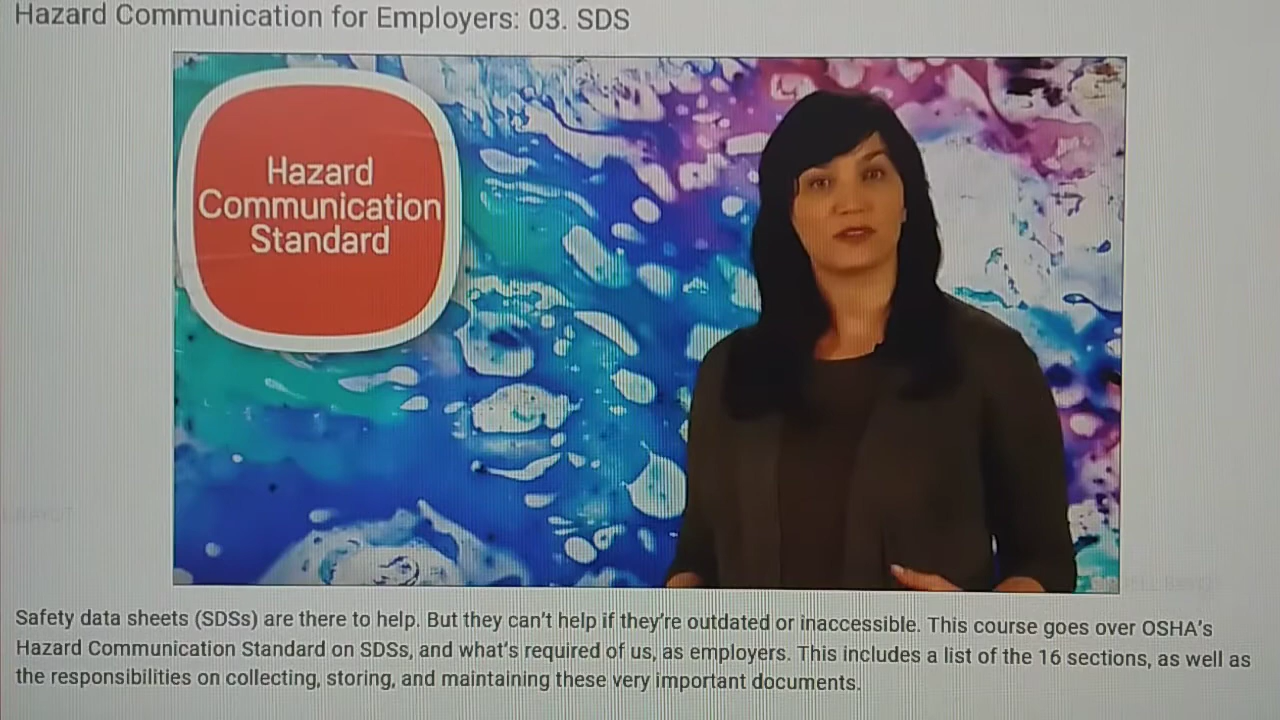 Hazard Communication for Employers: 03. SDS
Hazard
Communication
Standard
Safety data sheets (SDSs) are there to help. But they can't help if they're outdated or inaccessible. This course goes over OSHA's
Hazard Communication Standard on SDSs, and what's required of us, as employers. This includes a list of the 16 sections, as well as
the responsibilities on collecting, storing, and maintaining these very important documents.